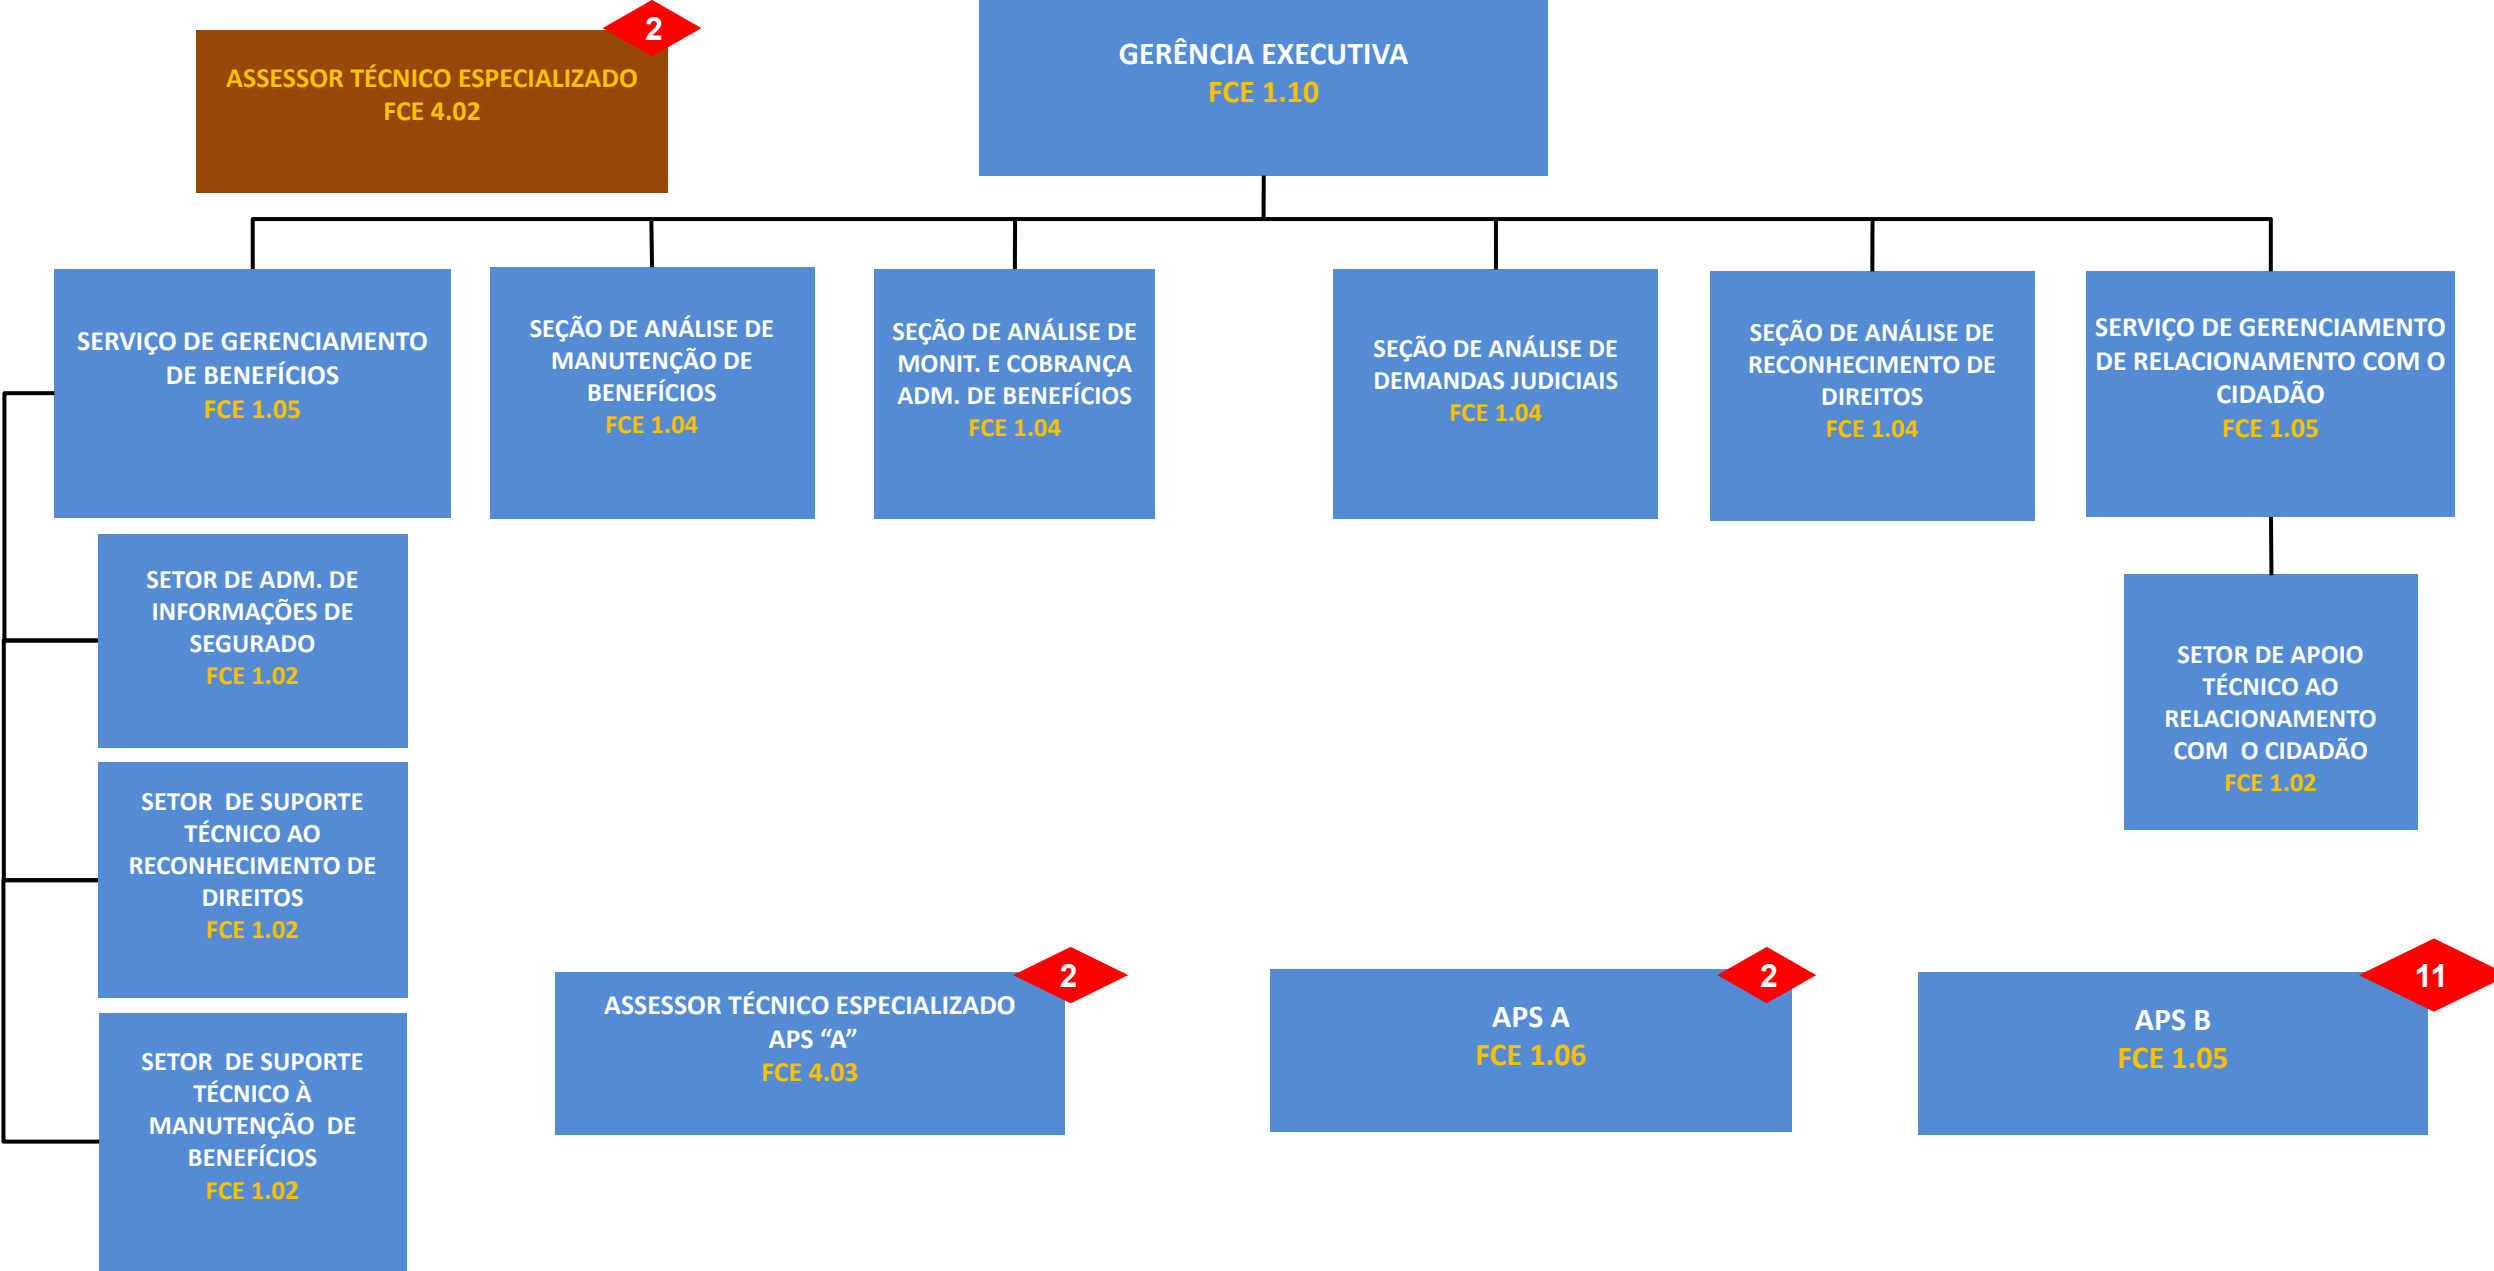 2
ASSESSOR TÉCNICO ESPECIALIZADO
FCE 4.02
GERÊNCIA EXECUTIVA
FCE 1.10
SERVIÇO DE GERENCIAMENTO
DE BENEFÍCIOS
FCE 1.05
SEÇÃO DE ANÁLISE DE
MANUTENÇÃO DE
BENEFÍCIOS
FCE 1.04
SEÇÃO DE ANÁLISE DE
MONIT. E COBRANÇA
ADM. DE BENEFÍCIOS
FCE 1.04
SEÇÃO DE ANÁLISE DE
DEMANDAS JUDICIAIS
FCE 1.04
SEÇÃO DE ANÁLISE DE
RECONHECIMENTO DE
DIREITOS
FCE 1.04
SERVIÇO DE GERENCIAMENTO
DE RELACIONAMENTO COM O
CIDADÃO
FCE 1.05
SETOR DE ADM. DE
INFORMAÇÕES DE
SEGURADO
FCE 1.02
SETOR DE APOIO
TÉCNICO AO
RELACIONAMENTO
COM O CIDADÃO
FCE 1.02
SETOR DE SUPORTE
TÉCNICO AO
RECONHECIMENTO DE
DIREITOS
FCE 1.02
SETOR DE SUPORTE
TÉCNICO À
MANUTENÇÃO DE
BENEFÍCIOS
FCE 1.02
2
ASSESSOR TÉCNICO ESPECIALIZADO
APS “A”
FCE 4.03
2
APS A
FCE 1.06
11
APS B
FCE 1.05